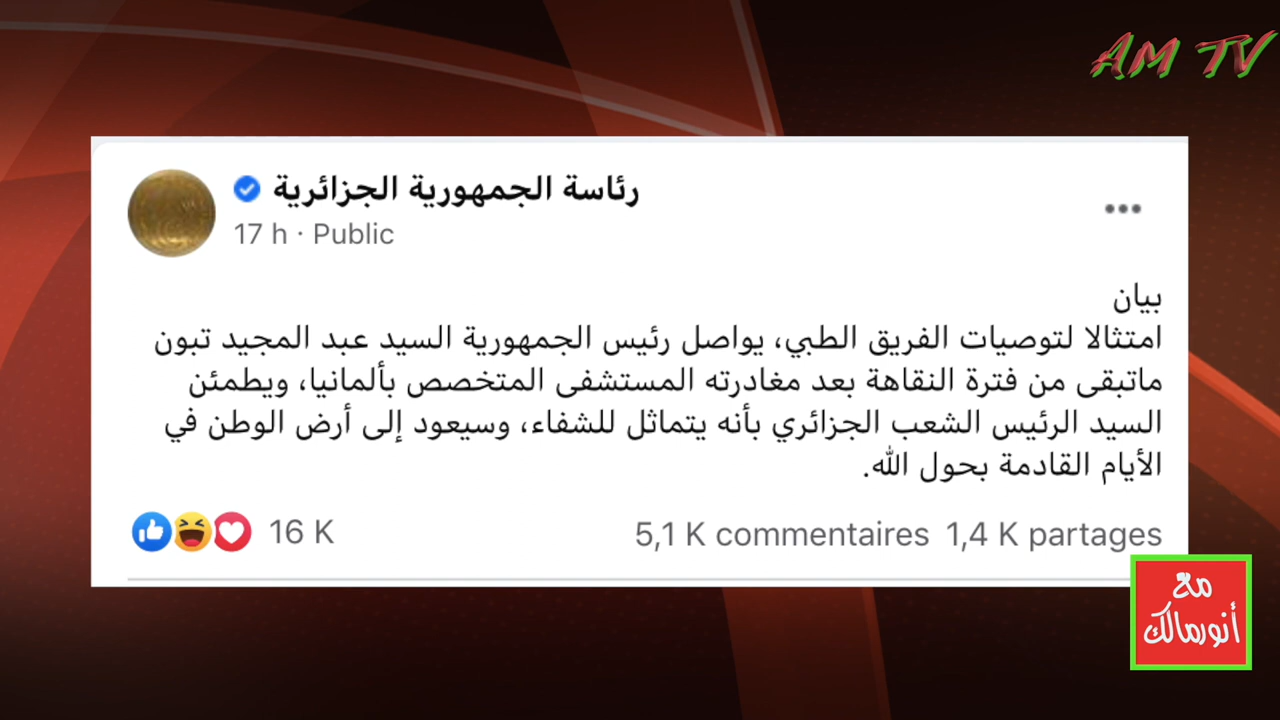 AM TV
رئاسة الجمهورية الجزائرية
17 h · Public
بيان
امتثالا لتوصيات الفريق الطبي، يواصل رئيس الجمهورية السيد عبد المجيد تبون
ماتبقى من فترة النقاهة بعد مغادرته المستشفى المتخصص بألمانيا، ويطمئن
السيد الرئيس الشعب الجزائري بأنه يتماثل للشفاء، وسيعود إلى أرض الوطن في
الأيام القادمة بحول الله.
16 K
5,1 K commentaires 1,4 K partages
مع
أنورمالك